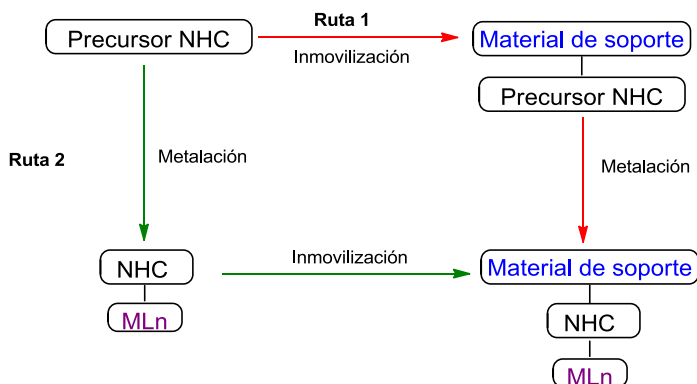 Ruta 1
Precursor NHC
Inmovilización
Material de soporte
Precursor NHC
Ruta 2
Metalación
Metalación
NHC
MLn
Inmovilización
Material de soporte
NHC
MLn